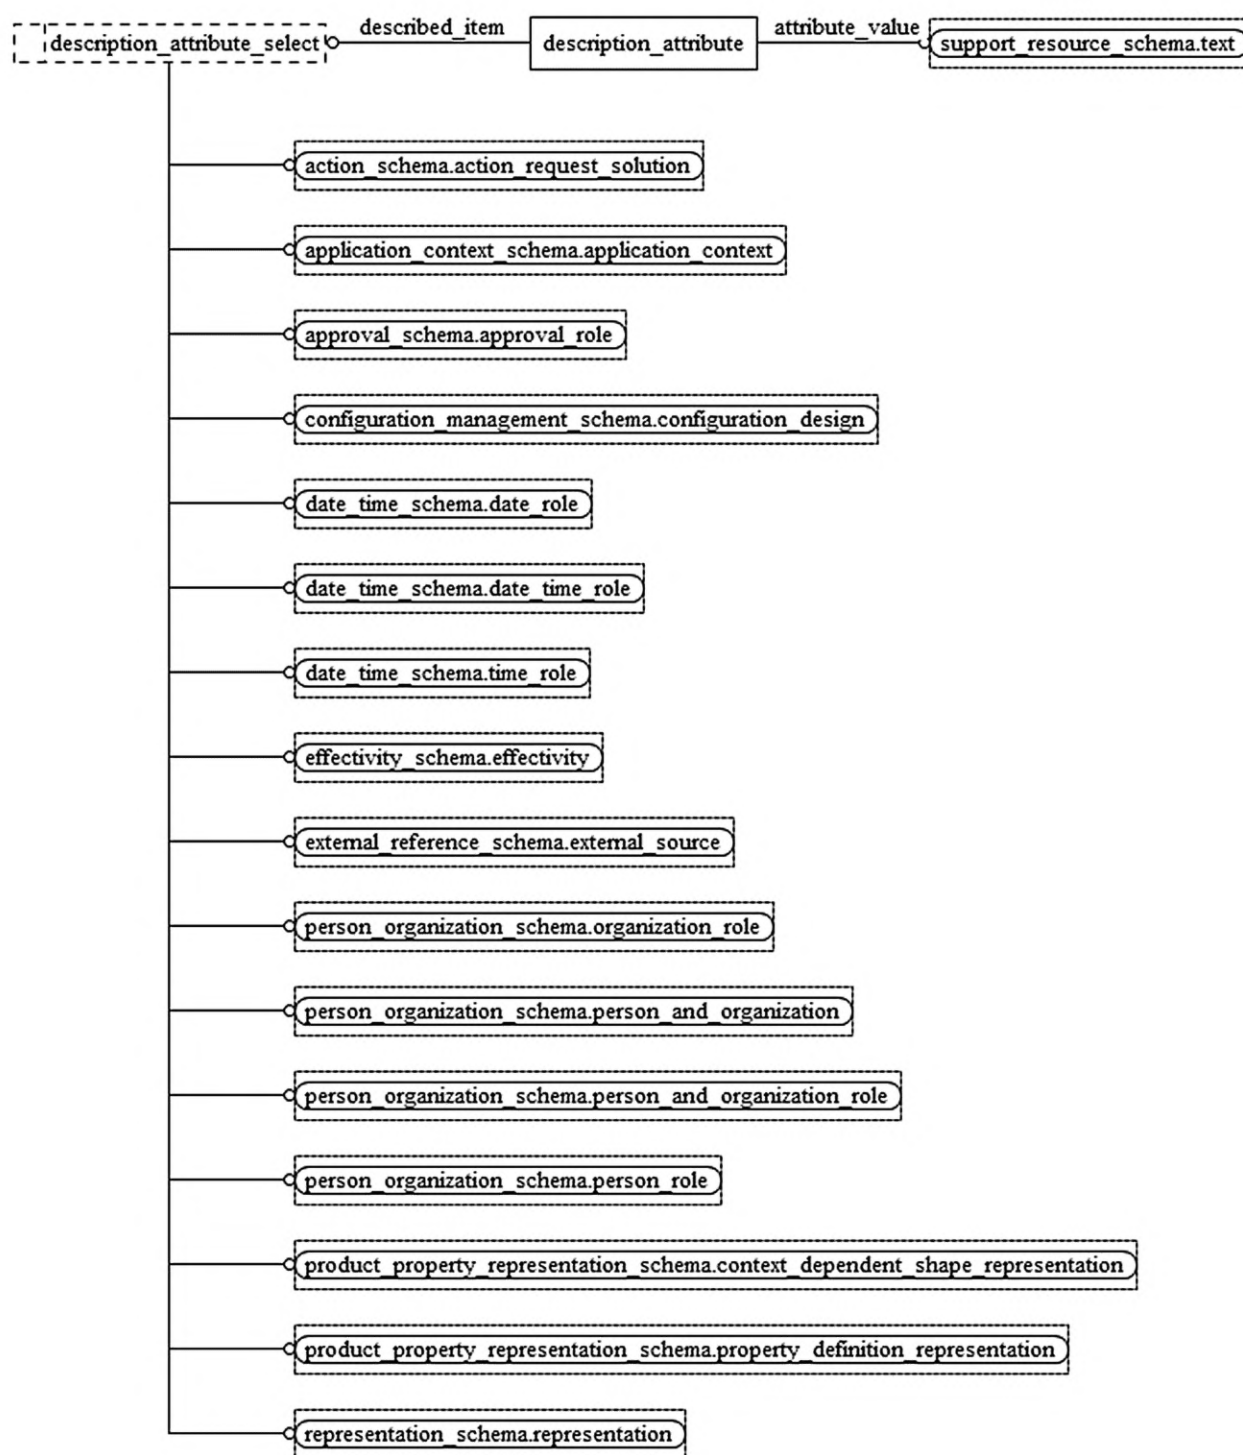 description_attribute_select described_item description_attribute attribute_value support_resource_schema.text
action_schema.action_request_solution
application_context_schema.application_context
approval_schema.approval_role
configuration_management_schema.configuration_design
date_time_schema.date_role
date_time_schema.date_time_role
date_time_schema.time_role
effectivity_schema.effectivity
external_reference_schema.external_source
person_organization_schema.organization_role
person_organization_schema.person_and_organization
person_organization_schema.person_and_organization_role
person_organization_schema.person_role
product_property_representation_schema.context_dependent_shape_representation
product_property_representation_schema.property_definition_representation
representation_schema.representation